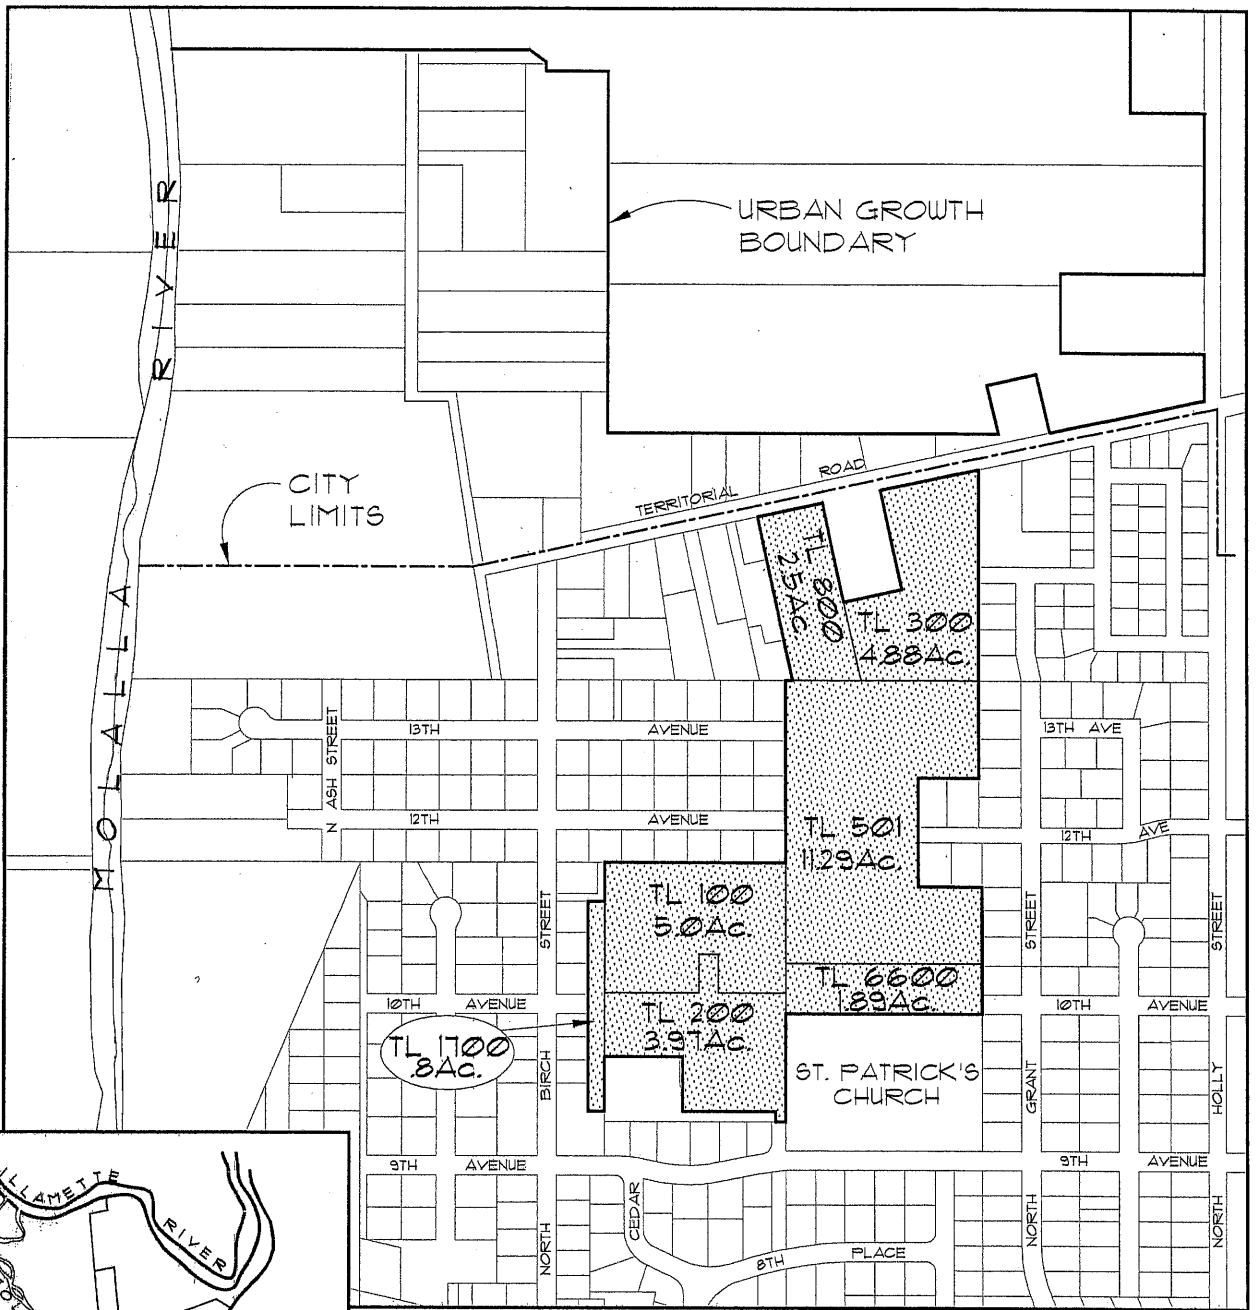 URBAN GROWTH
BOUNDARY
MOLALLA RIVER
CITY
LIMITS
TERRITORIAL ROAD
TL 800
2.5Ac.
TL 300
4.88Ac.
N ASH STREET
13TH AVENUE
13TH AVE
12TH AVENUE
12TH AVE
TL 501
11.29Ac.
TL 100
5.0Ac.
TL 6600
1.89Ac.
TL 200
3.97Ac.
TL 1700
.8Ac.
10TH AVENUE
10TH AVENUE
ST. PATRICK'S
CHURCH
NORTH BIRCH STREET
NORTH GRANT STREET
NORTH HOLLY STREET
9TH AVENUE
9TH AVENUE
CEDAR
8TH PLACE
LLAMETTE
RIVER